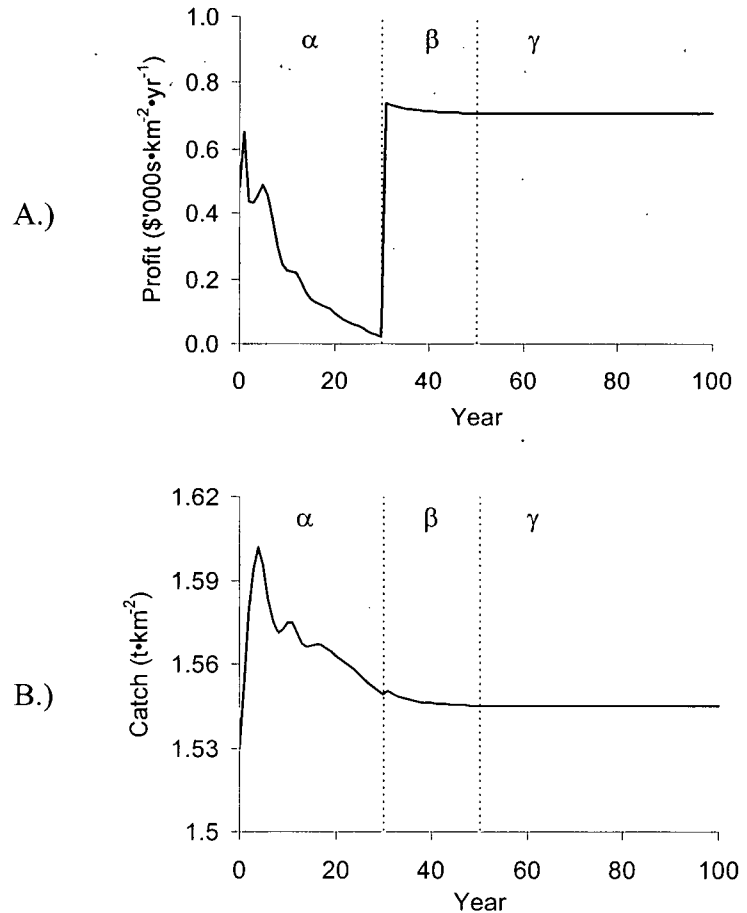 A.)
Profit ($'000s•km-2•yr-1)
1.0
0.8
0.6
0.4
0.2
0.0
α
β
γ
0
20
40
60
80
100
Year
B.)
Catch (t•km-2)
1.62
1.59
1.56
1.53
1.5
α
β
γ
0
20
40
60
80
100
Year